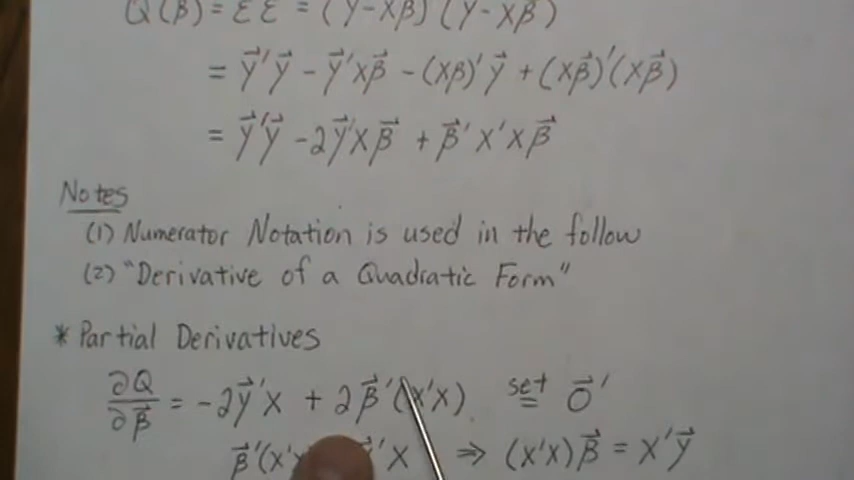 Q(β) = ε'ε = (y - Xβ)'(y - Xβ)
= y⃗'y⃗ - y⃗'xβ⃗ - (xβ)'y⃗ + (xβ⃗)'(xβ⃗)
= y⃗'y⃗ - 2y⃗'xβ⃗ + β⃗'x'xβ⃗
Notes
(1) Numerator Notation is used in the follow
(2) "Derivative of a Quadratic Form"
* Partial Derivatives
∂Q/∂β⃗ = -2y⃗'x + 2β⃗'(x'x) set = 0⃗'
β⃗'(x'x 'x ⇒ (x'x)β⃗ = x'y⃗